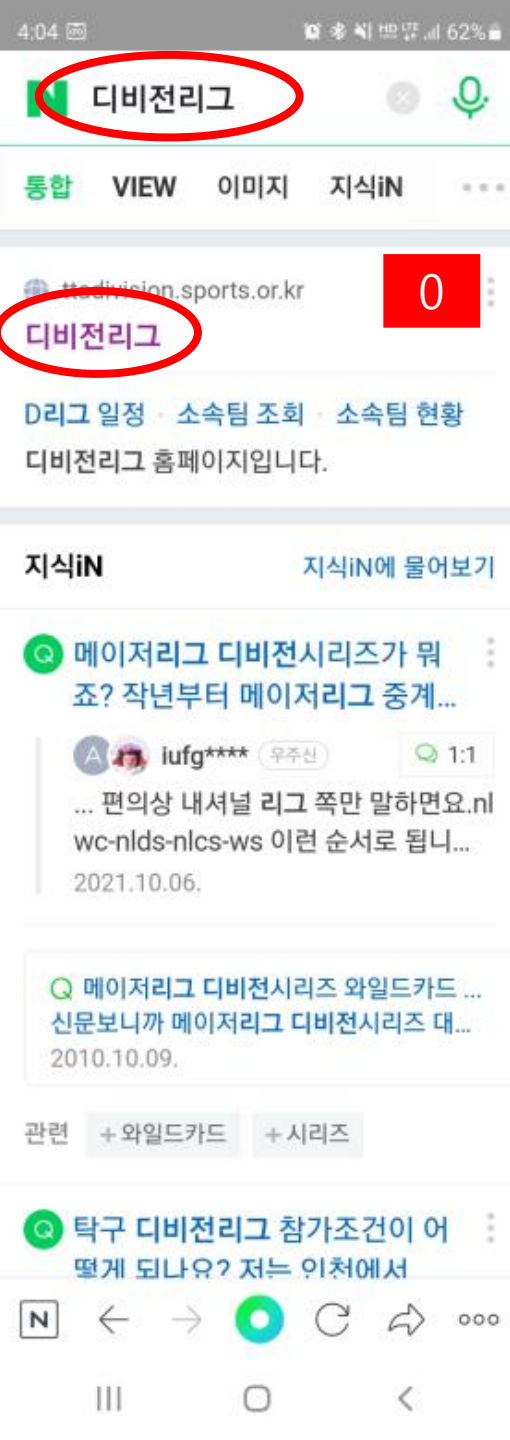 4:04
62%
N 디비전리그
통합 VIEW 이미지 지식iN
ttadivision.sports.or.kr
0
디비전리그
D리그 일정 · 소속팀 조회 · 소속팀 현황
디비전리그 홈페이지입니다.
지식iN 지식iN에 물어보기
Q 메이저리그 디비전시리즈가 뭐
죠? 작년부터 메이저리그 중계...
A iufg**** 우주신 1:1
... 편의상 내셔널 리그 쪽만 말하면요.nl
wc-nlds-nlcs-ws 이런 순서로 됩니...
2021.10.06.
Q 메이저리그 디비전시리즈 와일드카드 ...
신문보니까 메이저리그 디비전시리즈 대...
2010.10.09.
관련 +와일드카드 +시리즈
Q 탁구 디비전리그 참가조건이 어
떻게 되나요? 저는 인천에서
N